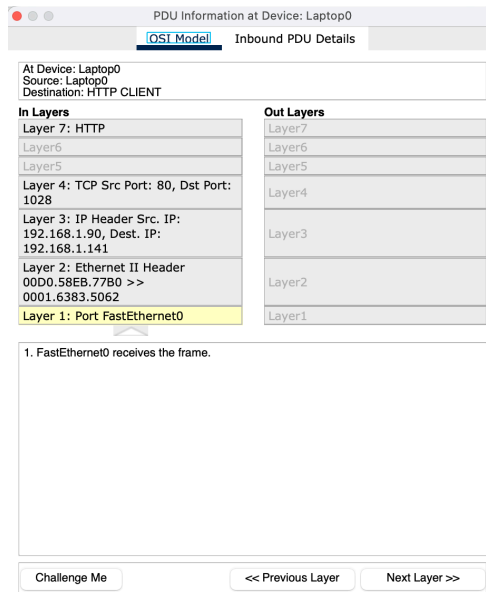 PDU Information at Device: Laptop0
OSI Model Inbound PDU Details
At Device: Laptop0
Source: Laptop0
Destination: HTTP CLIENT
In Layers
Layer 7: HTTP
Layer6
Layer5
Layer 4: TCP Src Port: 80, Dst Port:
1028
Layer 3: IP Header Src. IP:
192.168.1.90, Dest. IP:
192.168.1.141
Layer 2: Ethernet II Header
00D0.58EB.77B0 >>
0001.6383.5062
Layer 1: Port FastEthernet0
Out Layers
Layer7
Layer6
Layer5
Layer4
Layer3
Layer2
Layer1
1. FastEthernet0 receives the frame.
Challenge Me << Previous Layer Next Layer >>